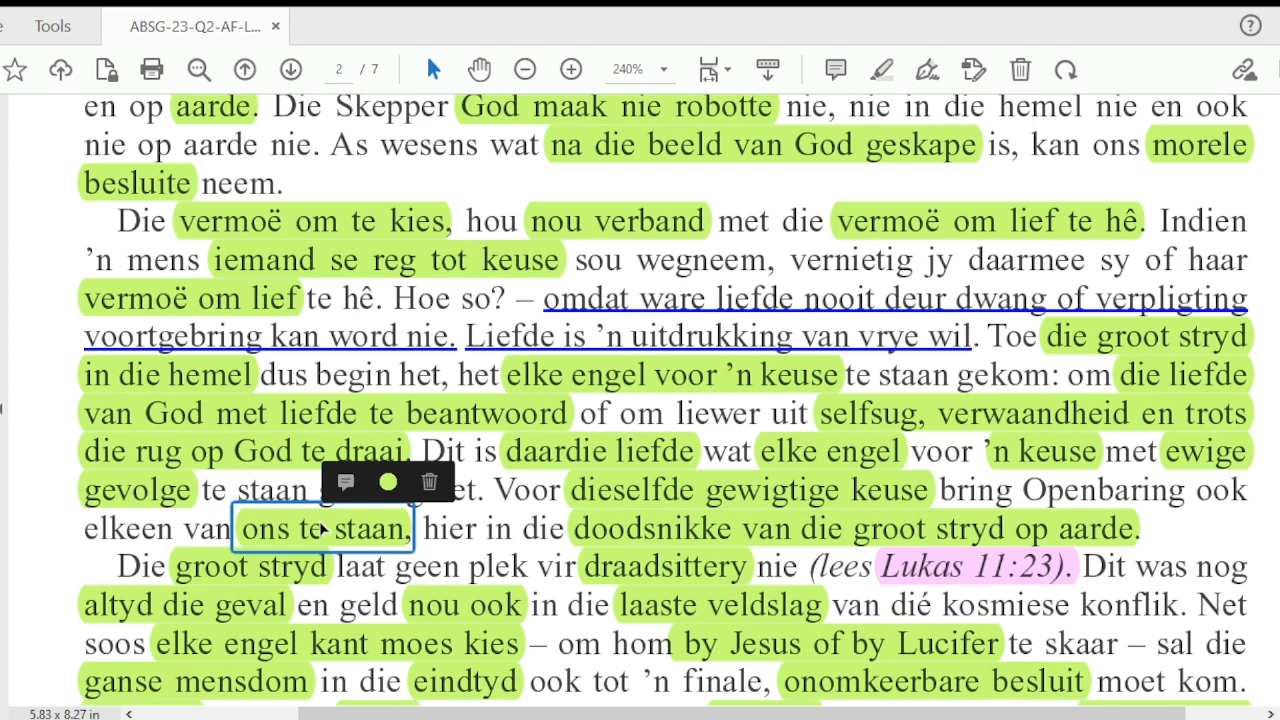 Tools
ABSG-23-Q2-AF-L... ×
2 / 7
240%
en op aarde. Die Skepper God maak nie robotte nie, nie in die hemel nie en ook
nie op aarde nie. As wesens wat na die beeld van God geskape is, kan ons morele
besluite neem.
Die vermoë om te kies, hou nou verband met die vermoë om lief te hê. Indien
’n mens iemand se reg tot keuse sou wegneem, vernietig jy daarmee sy of haar
vermoë om lief te hê. Hoe so? – omdat ware liefde nooit deur dwang of verpligting
voortgebring kan word nie. Liefde is ’n uitdrukking van vrye wil. Toe die groot stryd
in die hemel dus begin het, het elke engel voor ’n keuse te staan gekom: om die liefde
van God met liefde te beantwoord of om liewer uit selfsug, verwaandheid en trots
die rug op God te draai. Dit is daardie liefde wat elke engel voor ’n keuse met ewige
gevolge te staan et. Voor dieselfde gewigtige keuse bring Openbaring ook
elkeen van ons te staan, hier in die doodsnikke van die groot stryd op aarde.
Die groot stryd laat geen plek vir draadsittery nie (lees Lukas 11:23). Dit was nog
altyd die geval en geld nou ook in die laaste veldslag van dié kosmiese konflik. Net
soos elke engel kant moes kies – om hom by Jesus of by Lucifer te skaar – sal die
ganse mensdom in die eindtyd ook tot ’n finale, onomkeerbare besluit moet kom.
5.83 x 8.27 in